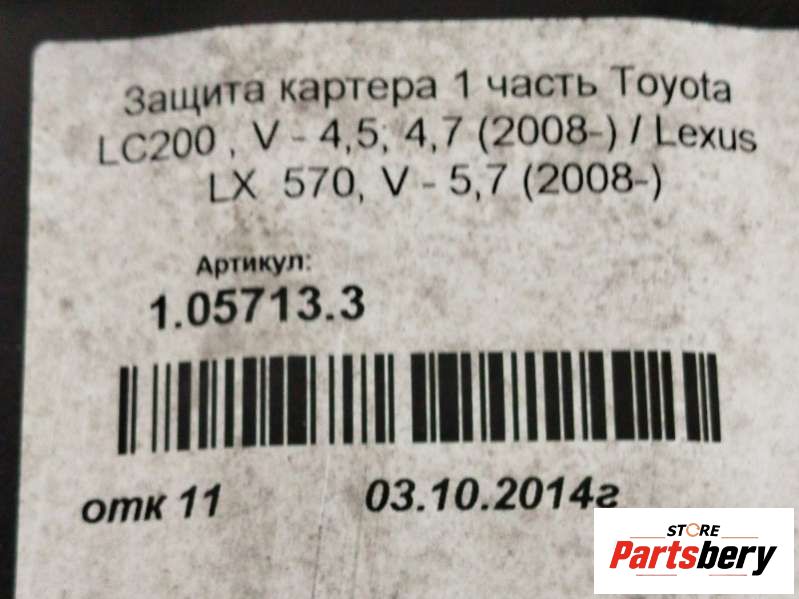 Защита картера 1 часть Toyota
LC200 , V - 4,5; 4,7 (2008-) / Lexus
LX 570, V - 5,7 (2008-)
Артикул:
1.05713.3
отк 11 03.10.2014г
STORE
Partsbery